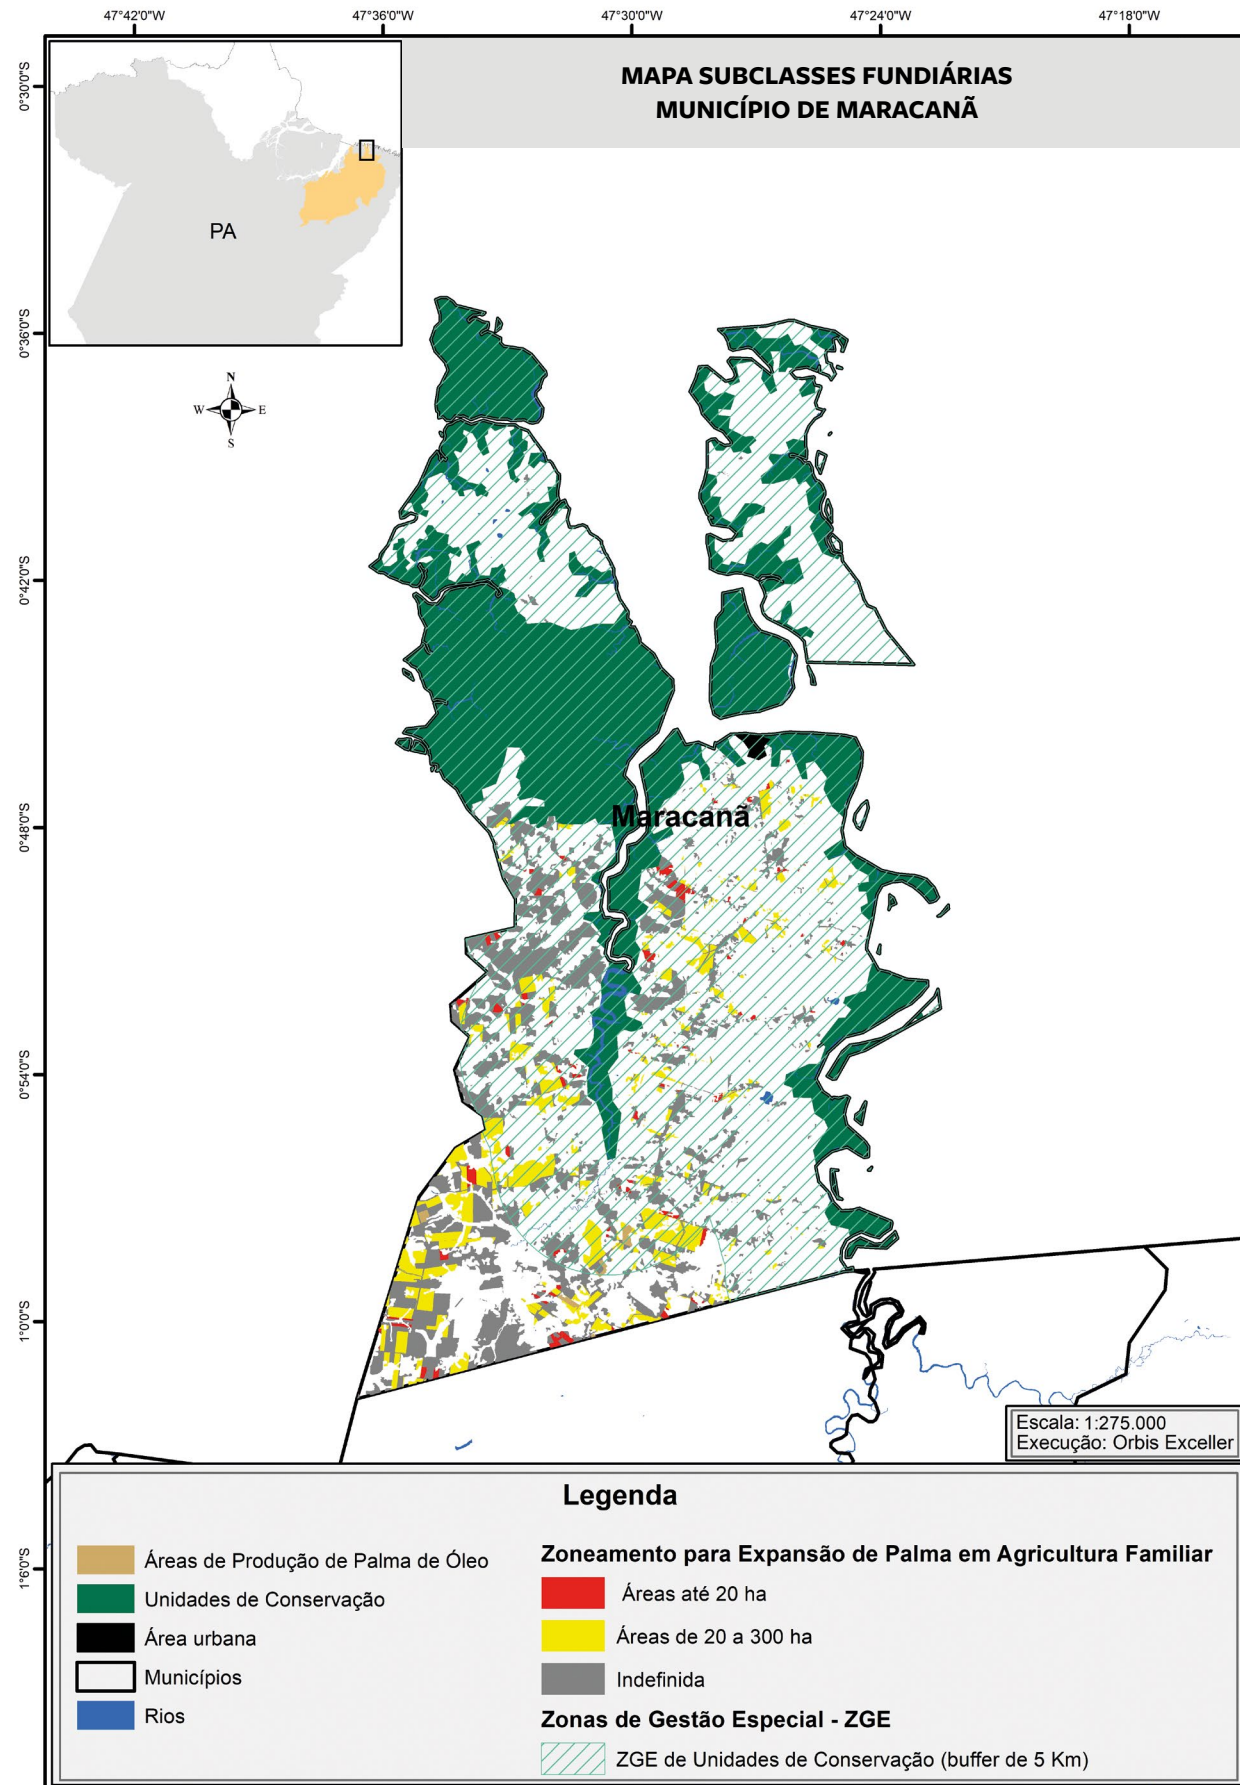 47°42'0"W
47°36'0"W
47°30'0"W
47°24'0"W
47°18'0"W
MAPA SUBCLASSES FUNDIÁRIAS
MUNICÍPIO DE MARACANÃ
0°30'0"S
0°36'0"S
0°42'0"S
0°48'0"S
0°54'0"S
1°0'0"S
1°6'0"S
PA
N
W
E
S
Maracanã
Escala: 1:275.000
Execução: Orbis Exceller
Legenda
Áreas de Produção de Palma de Óleo
Unidades de Conservação
Área urbana
Municípios
Rios
Zoneamento para Expansão de Palma em Agricultura Familiar
Áreas até 20 ha
Áreas de 20 a 300 ha
Indefinida
Zonas de Gestão Especial - ZGE
ZGE de Unidades de Conservação (buffer de 5 Km)